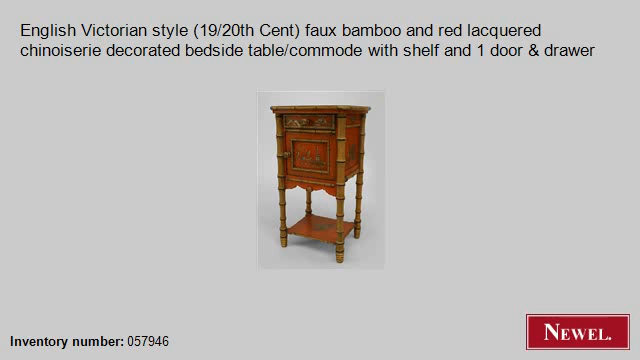 English Victorian style (19/20th Cent) faux bamboo and red lacquered
chinoiserie decorated bedside table/commode with shelf and 1 door & drawer
Inventory number: 057946
NEWEL.